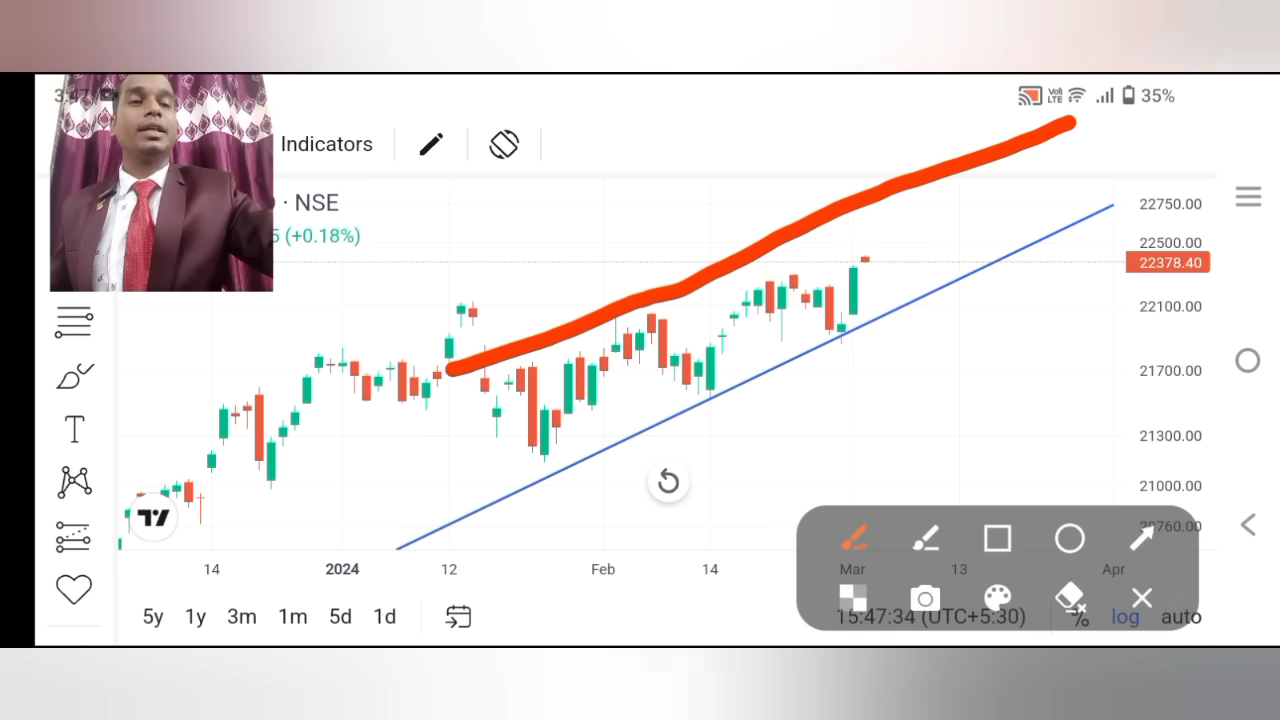 35%
Indicators
· NSE
5 (+0.18%)
22750.00
22500.00
22378.40
22100.00
21700.00
21300.00
21000.00
14
2024
12
Feb
14
Mar
13
Apr
5y
1y
3m
1m
5d
1d
15:47:34 (UTC+5:30)
%
log
auto